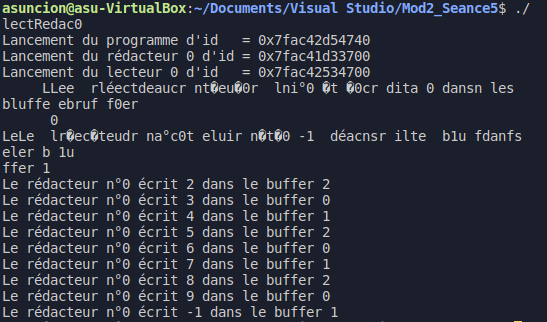 asuncion@asu-VirtualBox:~/Documents/Visual Studio/Mod2_Seance5$ ./
lectRedac0
Lancement du programme d'id   = 0x7fac42d54740
Lancement du rédacteur 0 d'id = 0x7fac41d33700
Lancement du lecteur 0 d'id = 0x7fac42534700
     LLee  rléectdeaucr nt�eu�0r  lni°0 �t �0cr dita 0 dansn les
bluffe ebruf f0er
      0
LeLe  lr�ec�teudr na°c0t eluir n�t�0 -1  déacnsr ilte  b1u fdanfs
eler b 1u
ffer 1
Le rédacteur n°0 écrit 2 dans le buffer 2
Le rédacteur n°0 écrit 3 dans le buffer 0
Le rédacteur n°0 écrit 4 dans le buffer 1
Le rédacteur n°0 écrit 5 dans le buffer 2
Le rédacteur n°0 écrit 6 dans le buffer 0
Le rédacteur n°0 écrit 7 dans le buffer 1
Le rédacteur n°0 écrit 8 dans le buffer 2
Le rédacteur n°0 écrit 9 dans le buffer 0
Le rédacteur n°0 écrit -1 dans le buffer 1